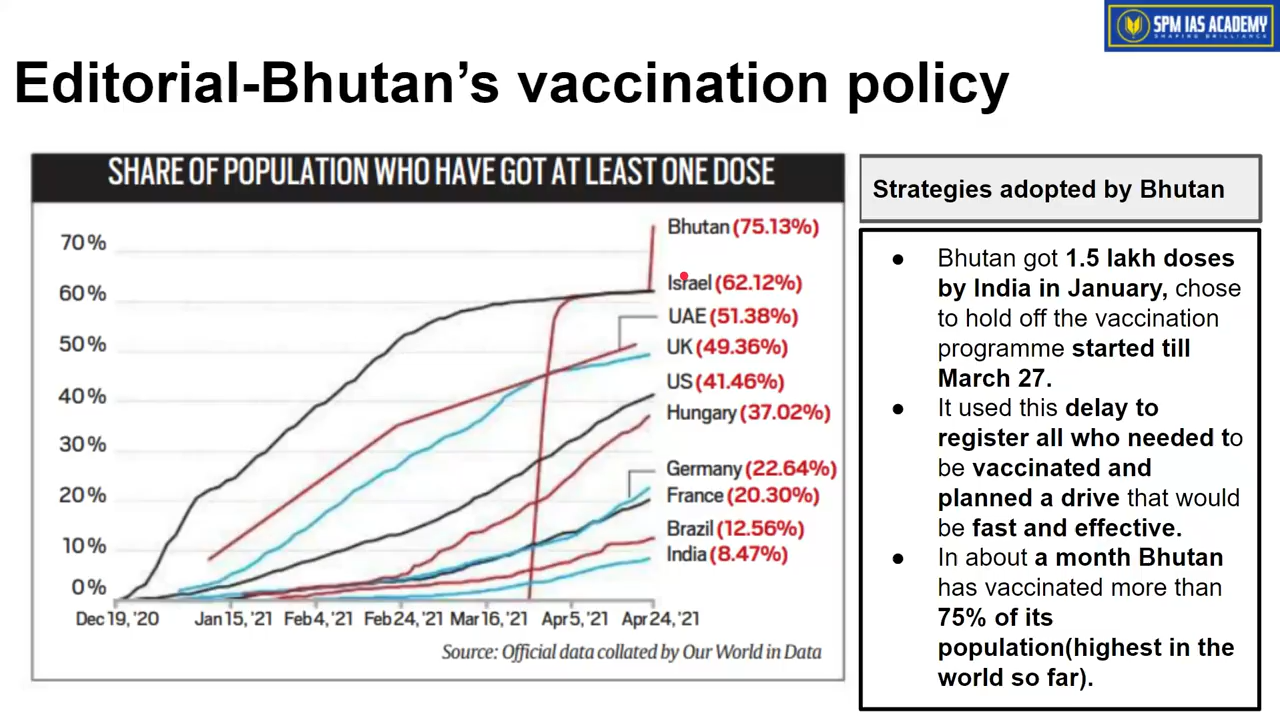 SPM IAS ACADEMY
SHAPING BRILLIANCE
Editorial-Bhutan’s vaccination policy
SHARE OF POPULATION WHO HAVE GOT AT LEAST ONE DOSE
70%
60%
50%
40%
30%
20%
10%
0%
Bhutan (75.13%)
Israel (62.12%)
UAE (51.38%)
UK (49.36%)
US (41.46%)
Hungary (37.02%)
Germany (22.64%)
France (20.30%)
Brazil (12.56%)
India (8.47%)
Dec 19, '20 Jan 15, '21 Feb 4, '21 Feb 24, '21 Mar 16, '21 Apr 5, '21 Apr 24, '21
Source: Official data collated by Our World in Data
Strategies adopted by Bhutan
● Bhutan got 1.5 lakh doses
by India in January, chose
to hold off the vaccination
programme started till
March 27.
● It used this delay to
register all who needed to
be vaccinated and
planned a drive that would
be fast and effective.
● In about a month Bhutan
has vaccinated more than
75% of its
population(highest in the
world so far).